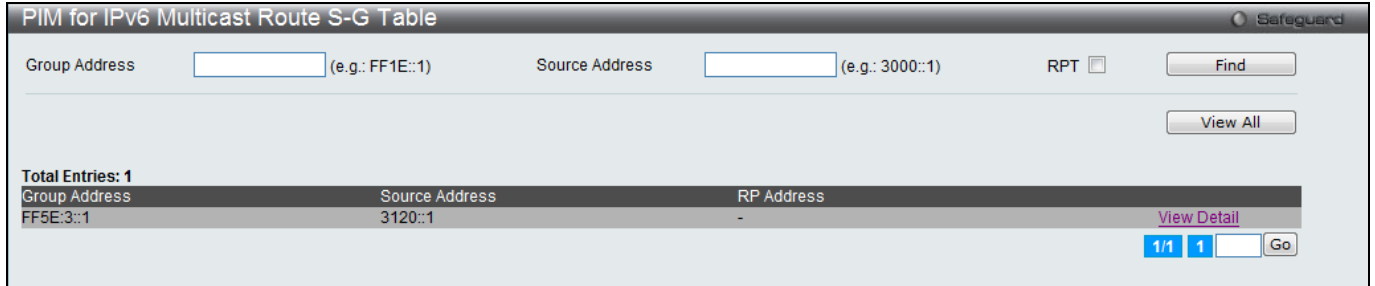 PIM for IPv6 Multicast Route S-G Table
Safeguard
Group Address (e.g.: FF1E::1) Source Address (e.g.: 3000::1) RPT Find
View All
Total Entries: 1
Group Address Source Address RP Address
FF5E:3::1 3120::1 - View Detail
1/1 1 Go